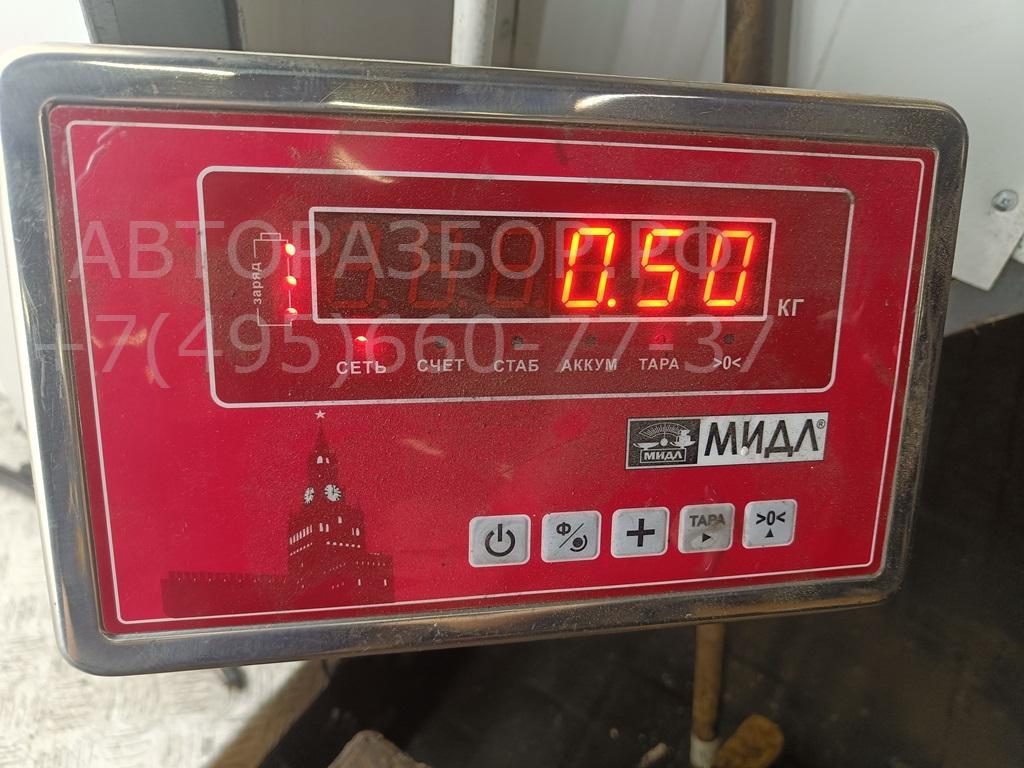 АВТОРАЗБОР.РФ
+7(495)660-77-37
заряд
0.50
КГ
СЕТЬ СЧЕТ СТАБ АККУМ ТАРА >0<
МИДЛ МИДЛ®
Ф ТАРА >0<